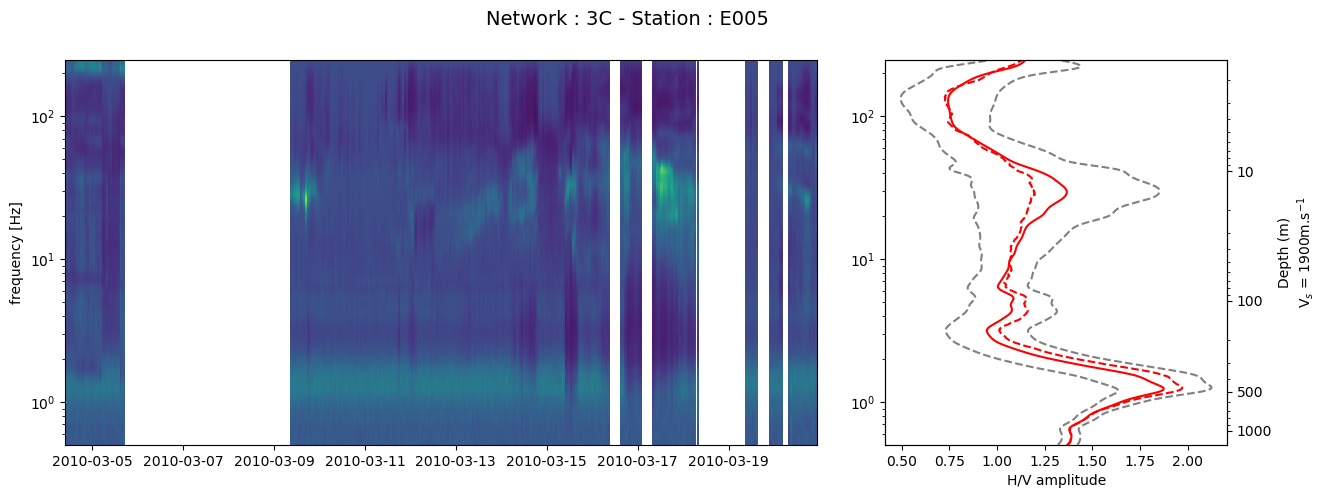 Network : 3C - Station : E005
frequency [Hz]
10²
10¹
10⁰
2010-03-05 2010-03-07 2010-03-09 2010-03-11 2010-03-13 2010-03-15 2010-03-17 2010-03-19
10²
10¹
10⁰
0.50 0.75 1.00 1.25 1.50 1.75 2.00
H/V amplitude
10
100
500
1000
Depth (m)
Vₛ = 1900m.s⁻¹